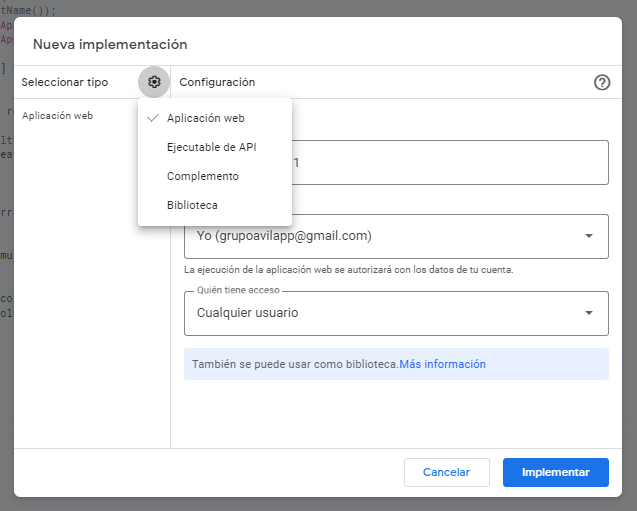 tName());
Nueva implementación
Seleccionar tipo
Configuración
Aplicación web
Aplicación web
Ejecutable de API
Complemento
Biblioteca
1
Yo (grupoavilapp@gmail.com)
La ejecución de la aplicación web se autorizará con los datos de tu cuenta.
Quién tiene acceso
Cualquier usuario
También se puede usar como biblioteca.Más información
Cancelar
Implementar